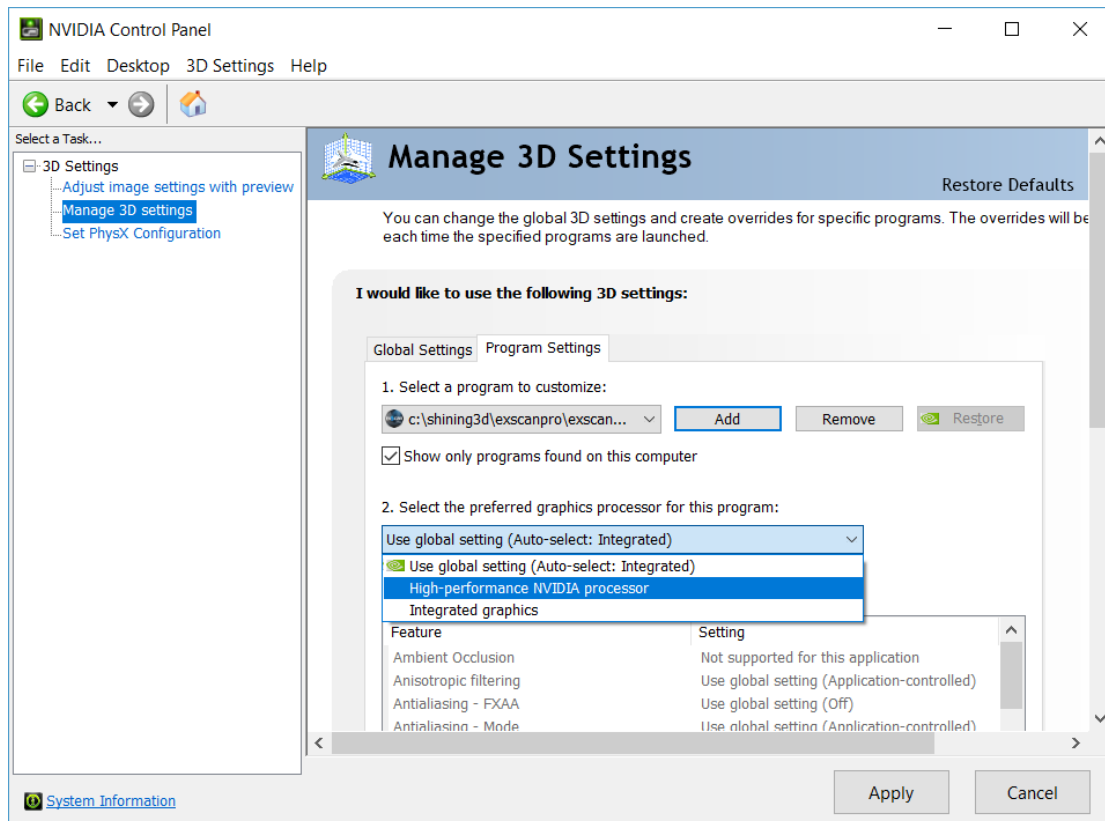 NVIDIA Control Panel
File Edit Desktop 3D Settings Help
Back
Select a Task...
3D Settings
Adjust image settings with preview
Manage 3D settings
Set PhysX Configuration
Manage 3D Settings
Restore Defaults
You can change the global 3D settings and create overrides for specific programs. The overrides will be
each time the specified programs are launched.
I would like to use the following 3D settings:
Global Settings Program Settings
1. Select a program to customize:
c:\shining3d\exscanpro\exscan... Add Remove Restore
Show only programs found on this computer
2. Select the preferred graphics processor for this program:
Use global setting (Auto-select: Integrated)
Use global setting (Auto-select: Integrated)
High-performance NVIDIA processor
Integrated graphics
Feature Setting
Ambient Occlusion Not supported for this application
Anisotropic filtering Use global setting (Application-controlled)
Antialiasing - FXAA Use global setting (Off)
Antialiasing - Mode Use global setting (Application-controlled)
System Information
Apply Cancel